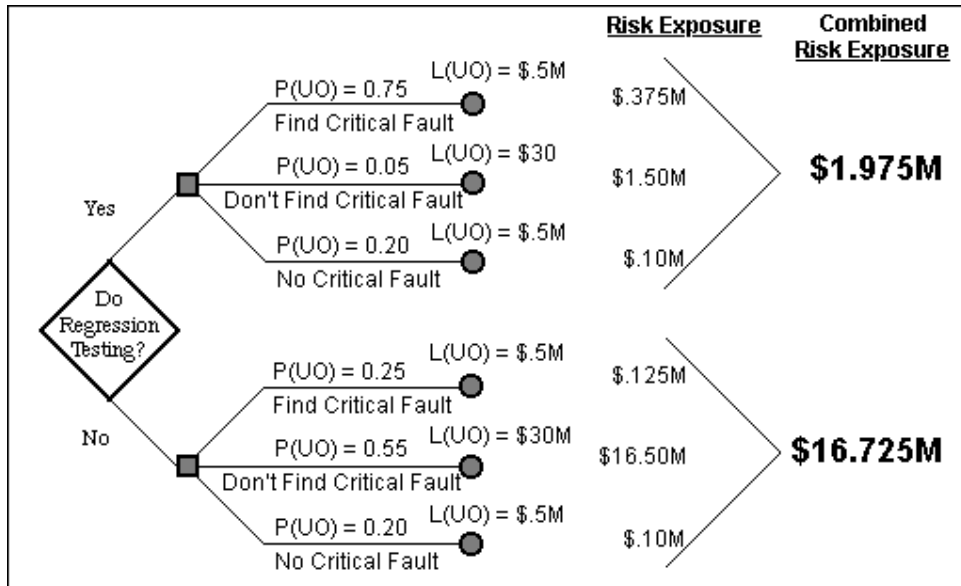 Risk Exposure
Combined
Risk Exposure
P(UO) = 0.75
L(UO) = $.5M
Find Critical Fault
$.375M
P(UO) = 0.05
L(UO) = $30
Don't Find Critical Fault
$1.50M
$1.975M
Yes
P(UO) = 0.20
L(UO) = $.5M
No Critical Fault
$.10M
Do
Regression
Testing?
No
P(UO) = 0.25
L(UO) = $.5M
Find Critical Fault
$.125M
P(UO) = 0.55
L(UO) = $30M
Don't Find Critical Fault
$16.50M
$16.725M
P(UO) = 0.20
L(UO) = $.5M
No Critical Fault
$.10M